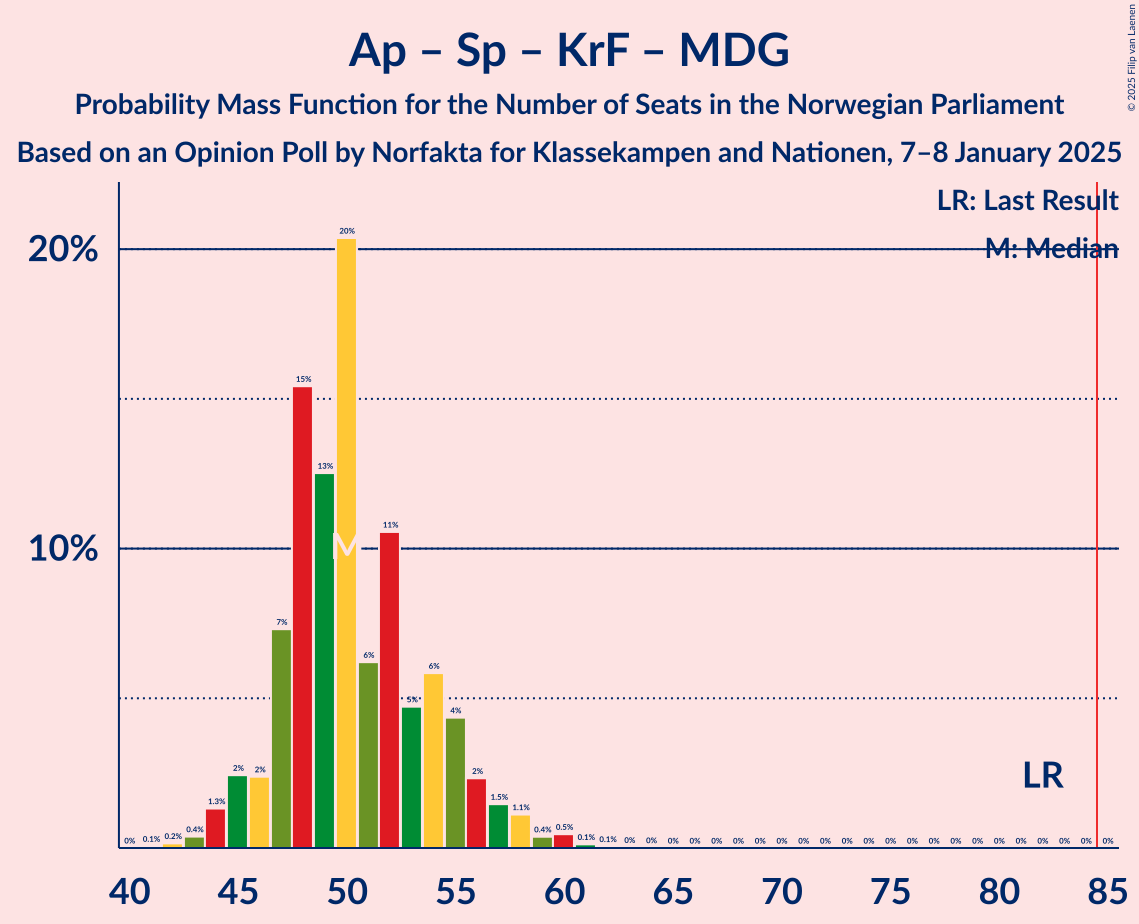 © 2025 Filip van Laenen
Ap – Sp – KrF – MDG
Probability Mass Function for the Number of Seats in the Norwegian Parliament
Based on an Opinion Poll by Norfakta for Klassekampen and Nationen, 7–8 January 2025
LR: Last Result
M: Median
20%
10%
0% 0.1% 0.2% 0.4% 1.3% 2% 2% 7% 15% 13% 20% 6% 11% 5% 6% 4% 2% 1.5% 1.1% 0.4% 0.5% 0.1% 0.1% 0% 0% 0% 0% 0% 0% 0% 0% 0% 0% 0% 0% 0% 0% 0% 0% 0% 0% 0% 0% 0% 0% 0%
M
LR
40 45 50 55 60 65 70 75 80 85